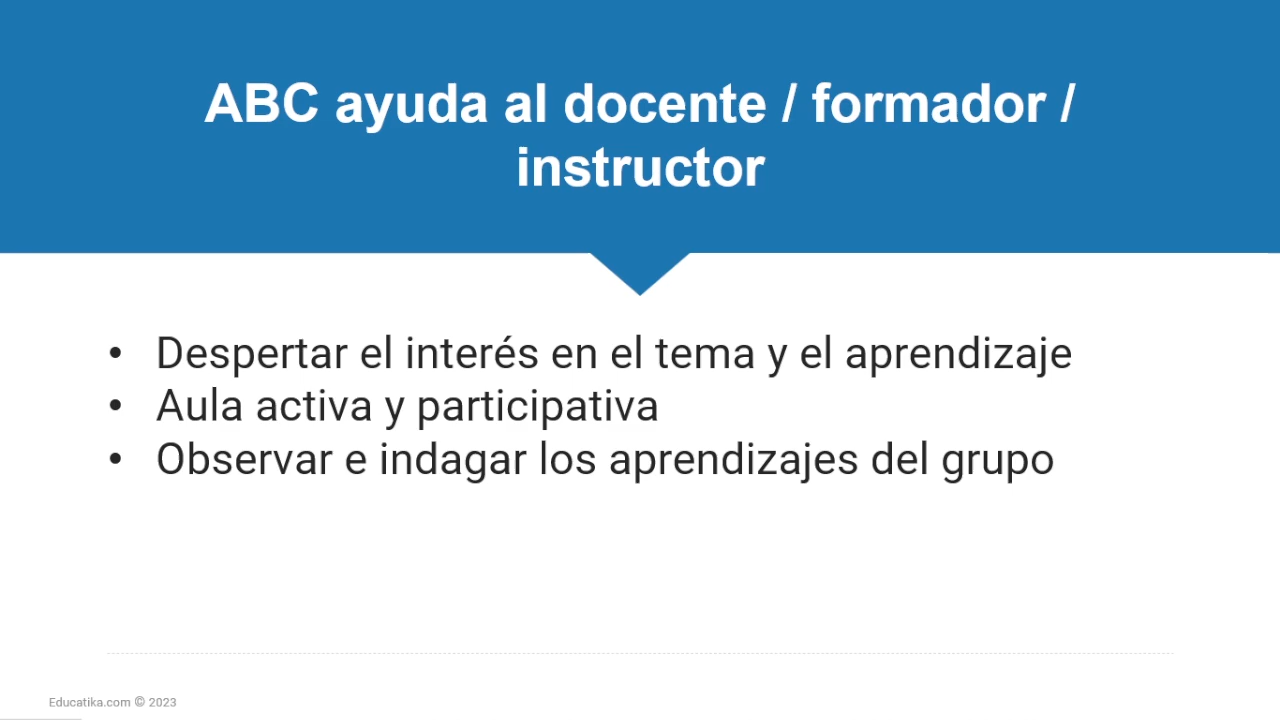 ABC ayuda al docente / formador /
instructor
• Despertar el interés en el tema y el aprendizaje
• Aula activa y participativa
• Observar e indagar los aprendizajes del grupo
Educatika.com © 2023